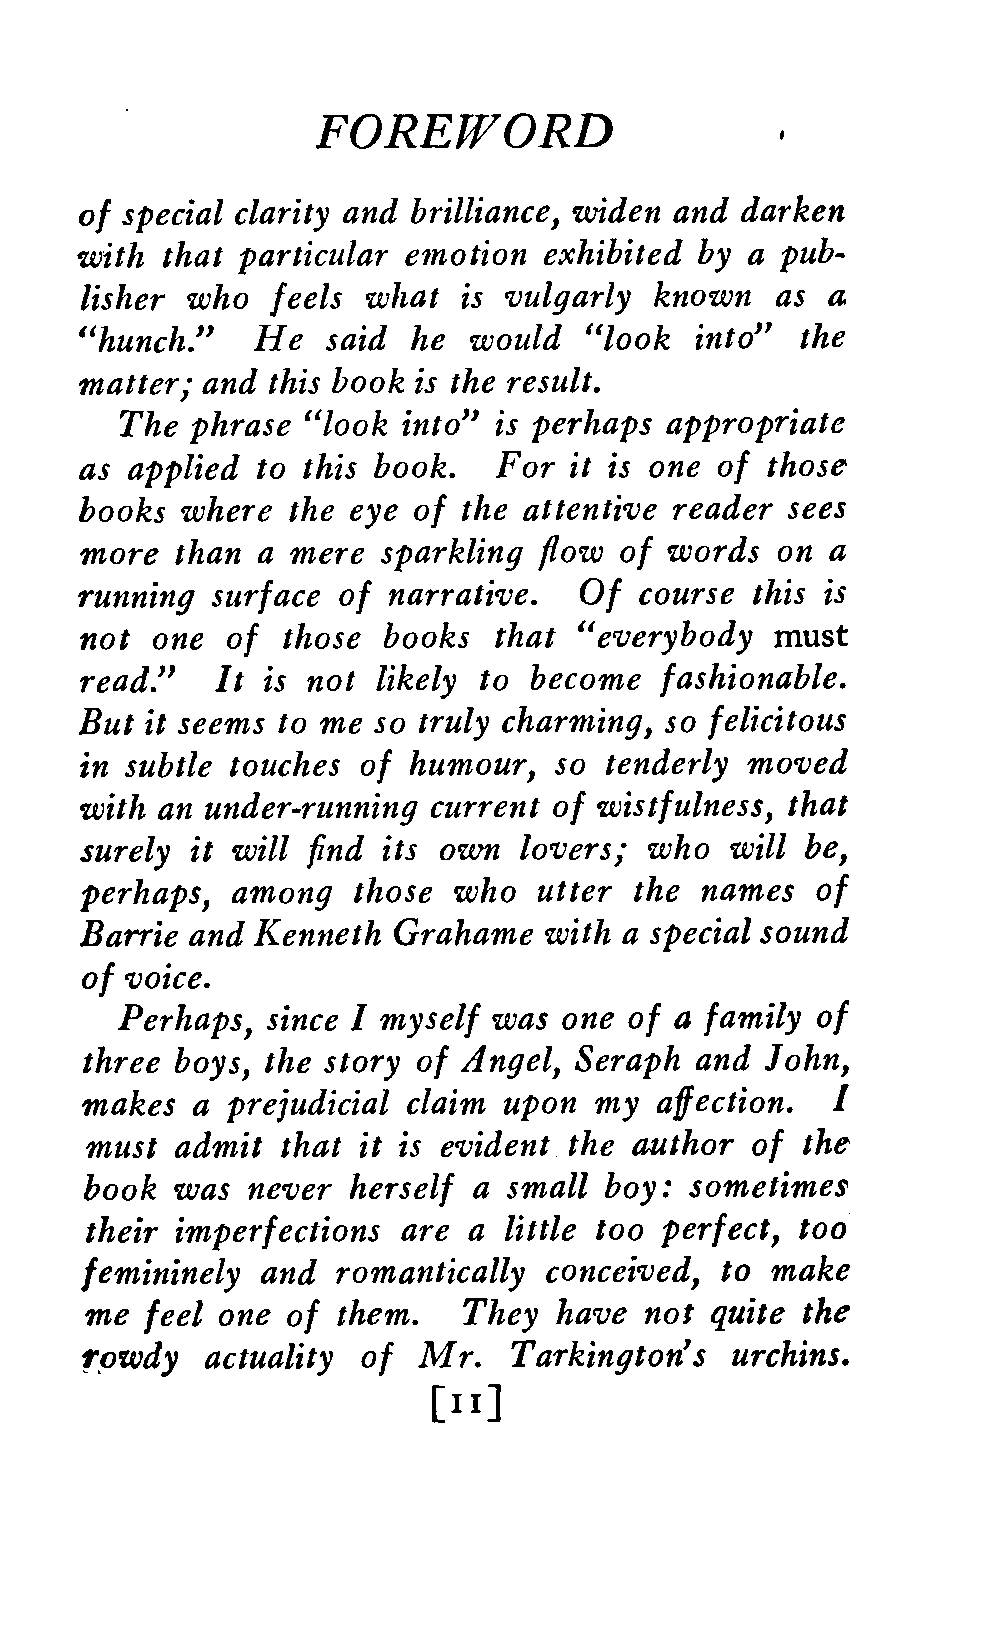 FOREWORD
of special clarity and brilliance, widen and darken
with that particular emotion exhibited by a pub-
lisher who feels what is vulgarly known as a
“hunch.” He said he would “look into” the
matter; and this book is the result.
The phrase “look into” is perhaps appropriate
as applied to this book. For it is one of those
books where the eye of the attentive reader sees
more than a mere sparkling flow of words on a
running surface of narrative. Of course this is
not one of those books that “everybody must
read.” It is not likely to become fashionable.
But it seems to me so truly charming, so felicitous
in subtle touches of humour, so tenderly moved
with an under-running current of wistfulness, that
surely it will find its own lovers; who will be,
perhaps, among those who utter the names of
Barrie and Kenneth Grahame with a special sound
of voice.
Perhaps, since I myself was one of a family of
three boys, the story of Angel, Seraph and John,
makes a prejudicial claim upon my affection. I
must admit that it is evident the author of the
book was never herself a small boy: sometimes
their imperfections are a little too perfect, too
femininely and romantically conceived, to make
me feel one of them. They have not quite the
rowdy actuality of Mr. Tarkington's urchins.
[11]